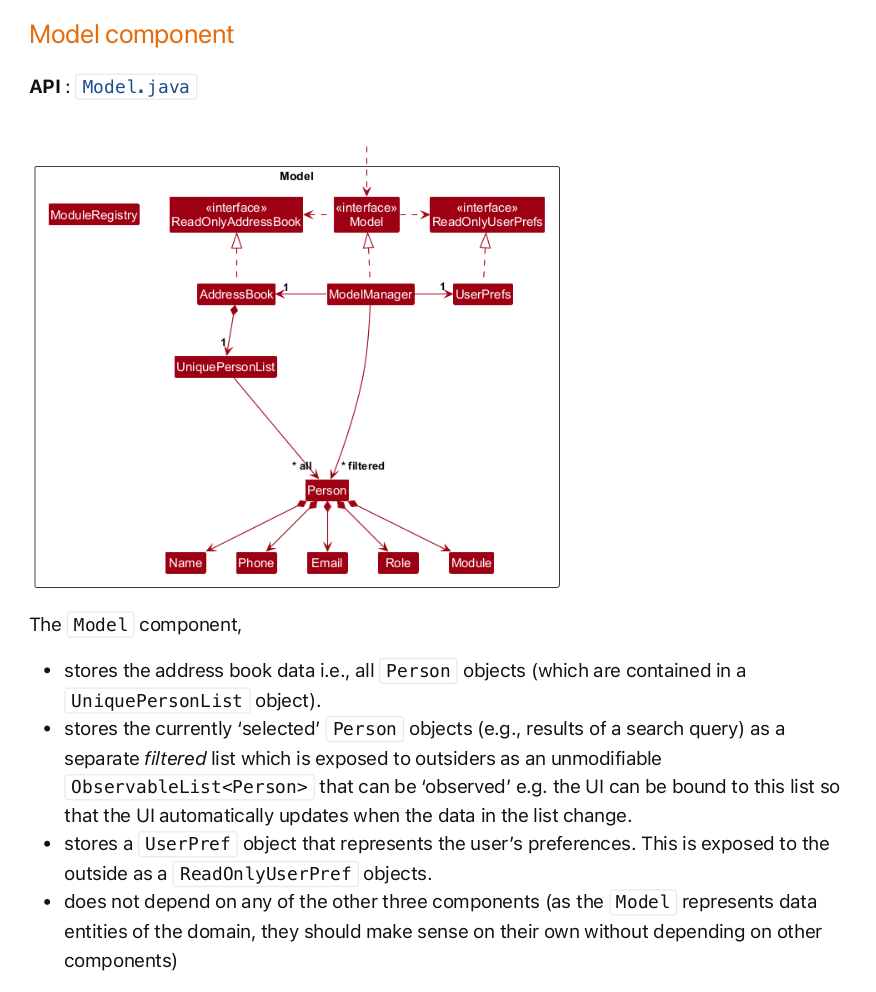 Model component
API : Model.java
Model
ModuleRegistry
«interface»
ReadOnlyAddressBook
«interface»
Model
«interface»
ReadOnlyUserPrefs
AddressBook
1
ModelManager
1
UserPrefs
1
UniquePersonList
* all
* filtered
Person
Name
Phone
Email
Role
Module
The Model component,
• stores the address book data i.e., all Person objects (which are contained in a
UniquePersonList object).
• stores the currently ‘selected’ Person objects (e.g., results of a search query) as a
separate filtered list which is exposed to outsiders as an unmodifiable
ObservableList<Person> that can be ‘observed’ e.g. the UI can be bound to this list so
that the UI automatically updates when the data in the list change.
• stores a UserPref object that represents the user’s preferences. This is exposed to the
outside as a ReadOnlyUserPref objects.
• does not depend on any of the other three components (as the Model represents data
entities of the domain, they should make sense on their own without depending on other
components)